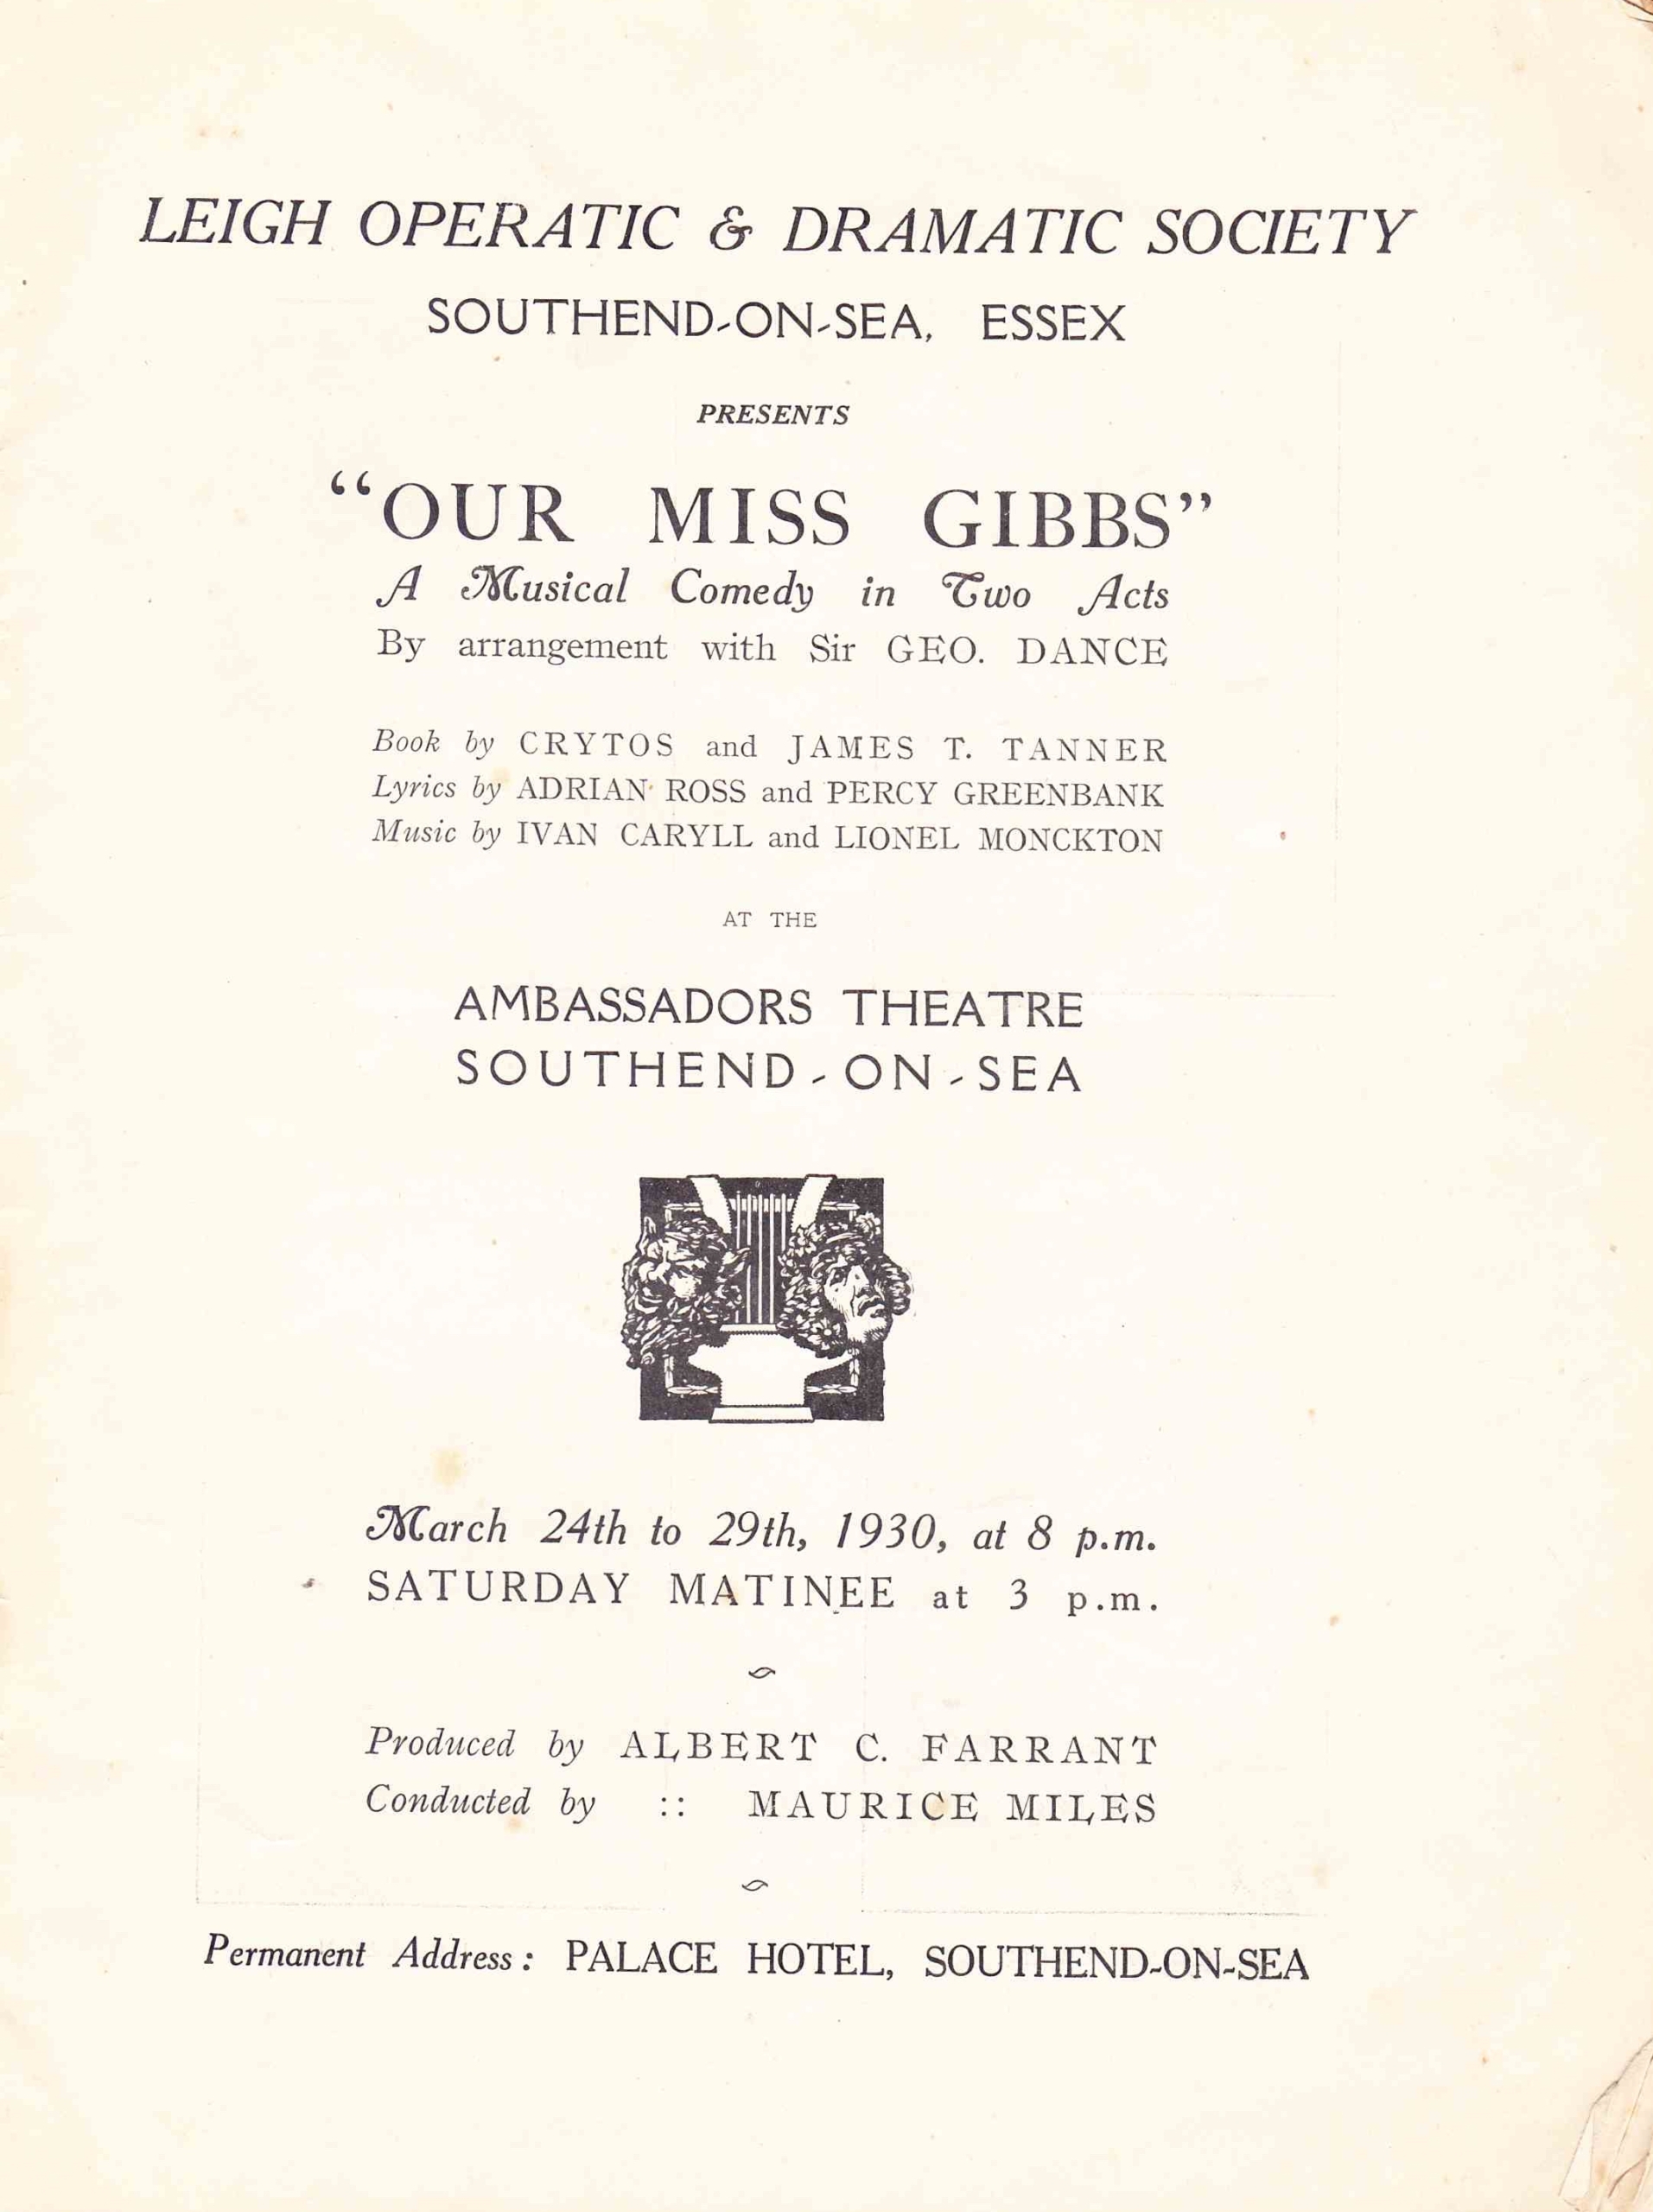 LEIGH OPERATIC & DRAMATIC SOCIETY
SOUTHEND-ON-SEA, ESSEX
PRESENTS
“OUR MISS GIBBS”
A Musical Comedy in Two Acts
By arrangement with Sir GEO. DANCE
Book by CRYTOS and JAMES T. TANNER
Lyrics by ADRIAN ROSS and PERCY GREENBANK
Music by IVAN CARYLL and LIONEL MONCKTON
AT THE
AMBASSADORS THEATRE
SOUTHEND-ON-SEA
March 24th to 29th, 1930, at 8 p.m.
SATURDAY MATINEE at 3 p.m.
Produced by ALBERT C. FARRANT
Conducted by :: MAURICE MILES
Permanent Address: PALACE HOTEL, SOUTHEND-ON-SEA